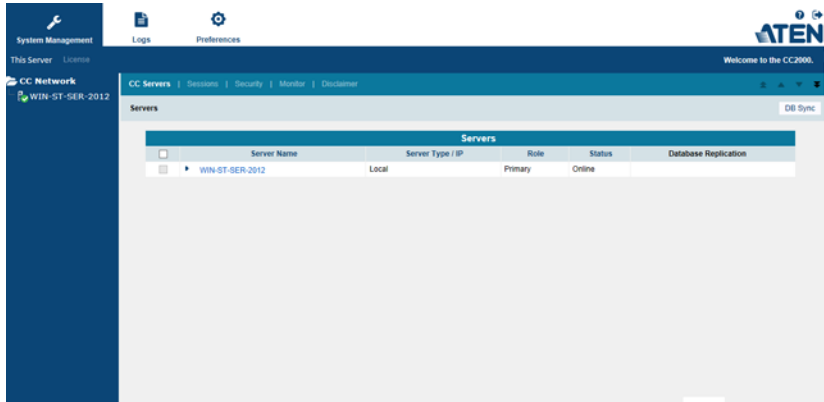 System Management
Logs
Preferences
ATEN
This Server License
Welcome to the CC2000.
CC Network
WIN-ST-SER-2012
CC Servers | Sessions | Security | Monitor | Disclaimer
Servers
DB Sync
Servers
Server Name Server Type / IP Role Status Database Replication
WIN-ST-SER-2012 Local Primary Online